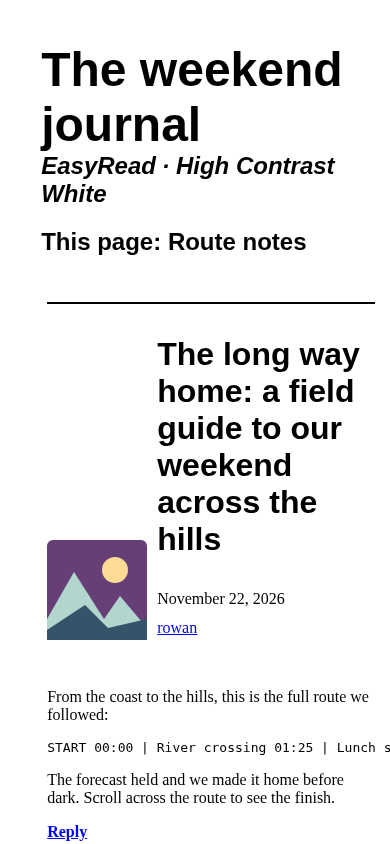 The weekend
journal
EasyRead · High Contrast
White
This page: Route notes
The long way
home: a field
guide to our
weekend
across the
hills
November 22, 2026
rowan
From the coast to the hills, this is the full route we
followed:
START 00:00 | River crossing 01:25 | Lunch
The forecast held and we made it home before
dark. Scroll across the route to see the finish.
Reply